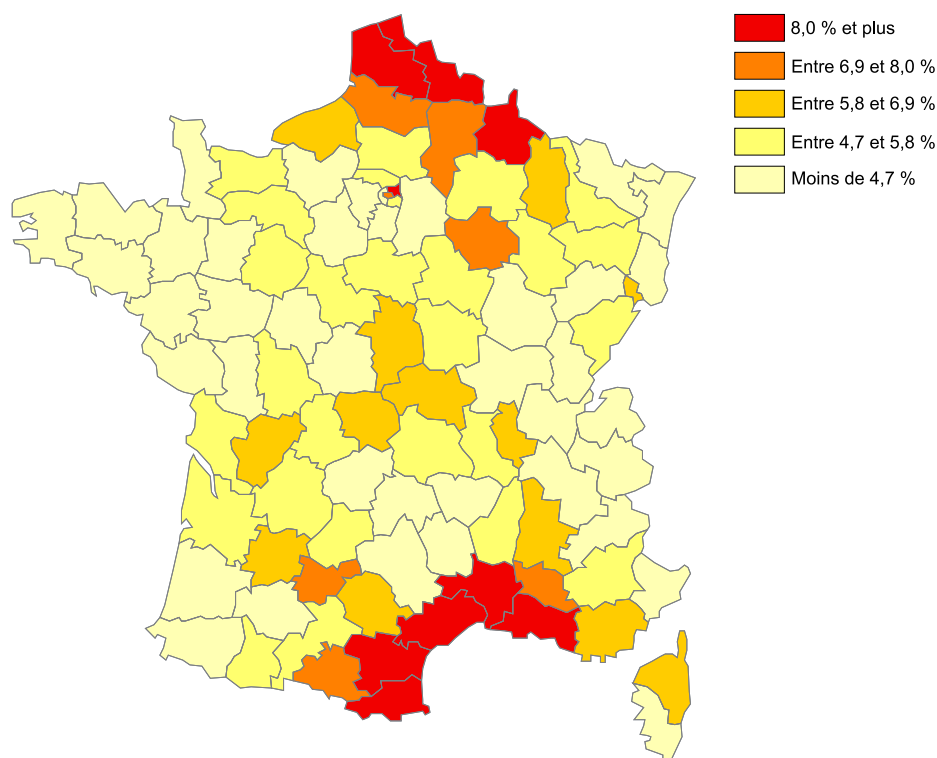 8,0 % et plus
Entre 6,9 et 8,0 %
Entre 5,8 et 6,9 %
Entre 4,7 et 5,8 %
Moins de 4,7 %